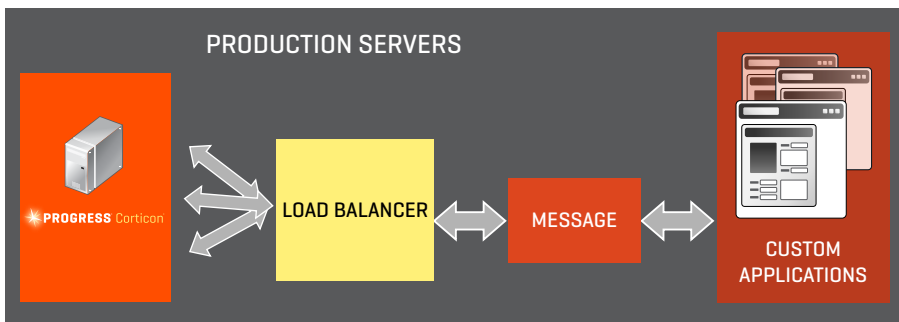 PRODUCTION SERVERS
PROGRESS Corticon
LOAD BALANCER
MESSAGE
CUSTOM
APPLICATIONS